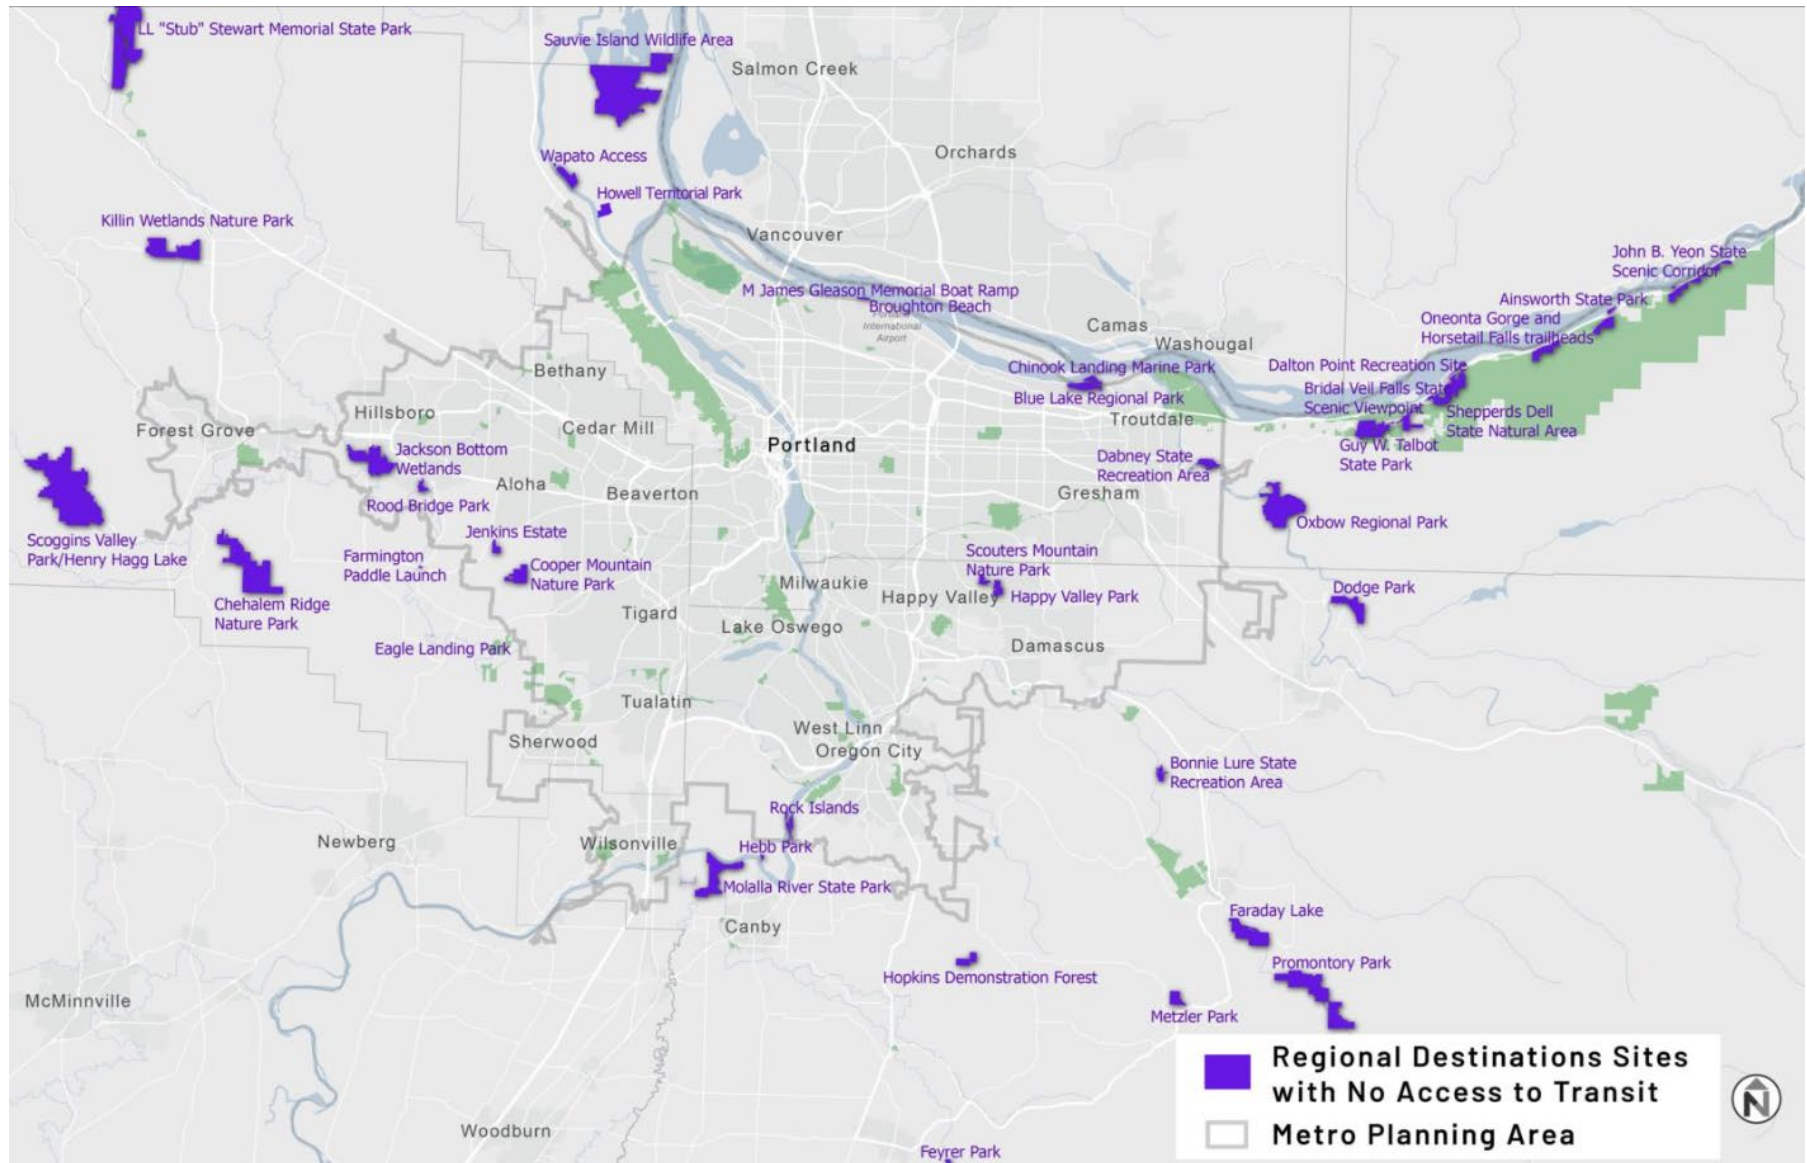 LL "Stub" Stewart Memorial State Park
Sauvie Island Wildlife Area
Salmon Creek
Orchards
Wapato Access
Howell Territorial Park
Killin Wetlands Nature Park
Vancouver
John B. Yeon State
Scenic Corridor
M James Gleason Memorial Boat Ramp
Broughton Beach
Portland
International
Airport
Ainsworth State Park
Oneonta Gorge and
Horsetail Falls trailheads
Camas
Washougal
Bethany
Chinook Landing Marine Park
Blue Lake Regional Park
Dalton Point Recreation Site
Bridal Veil Falls State
Scenic Viewpoint
Shepperds Dell
State Natural Area
Guy W. Talbot
State Park
Hillsboro
Forest Grove
Cedar Mill
Portland
Troutdale
Jackson Bottom
Wetlands
Dabney State
Recreation Area
Aloha
Beaverton
Gresham
Rood Bridge Park
Oxbow Regional Park
Scoggins Valley
Park/Henry Hagg Lake
Jenkins Estate
Farmington
Paddle Launch
Cooper Mountain
Nature Park
Scouters Mountain
Nature Park
Milwaukie
Happy Valley
Happy Valley Park
Dodge Park
Chehalem Ridge
Nature Park
Tigard
Lake Oswego
Damascus
Eagle Landing Park
Tualatin
West Linn
Sherwood
Oregon City
Bonnie Lure State
Recreation Area
Rock Islands
Newberg
Wilsonville
Hebb Park
Molalla River State Park
Canby
Faraday Lake
Promontory Park
Hopkins Demonstration Forest
McMinnville
Metzler Park
Woodburn
Feyrer Park
Regional Destinations Sites
with No Access to Transit
Metro Planning Area
N